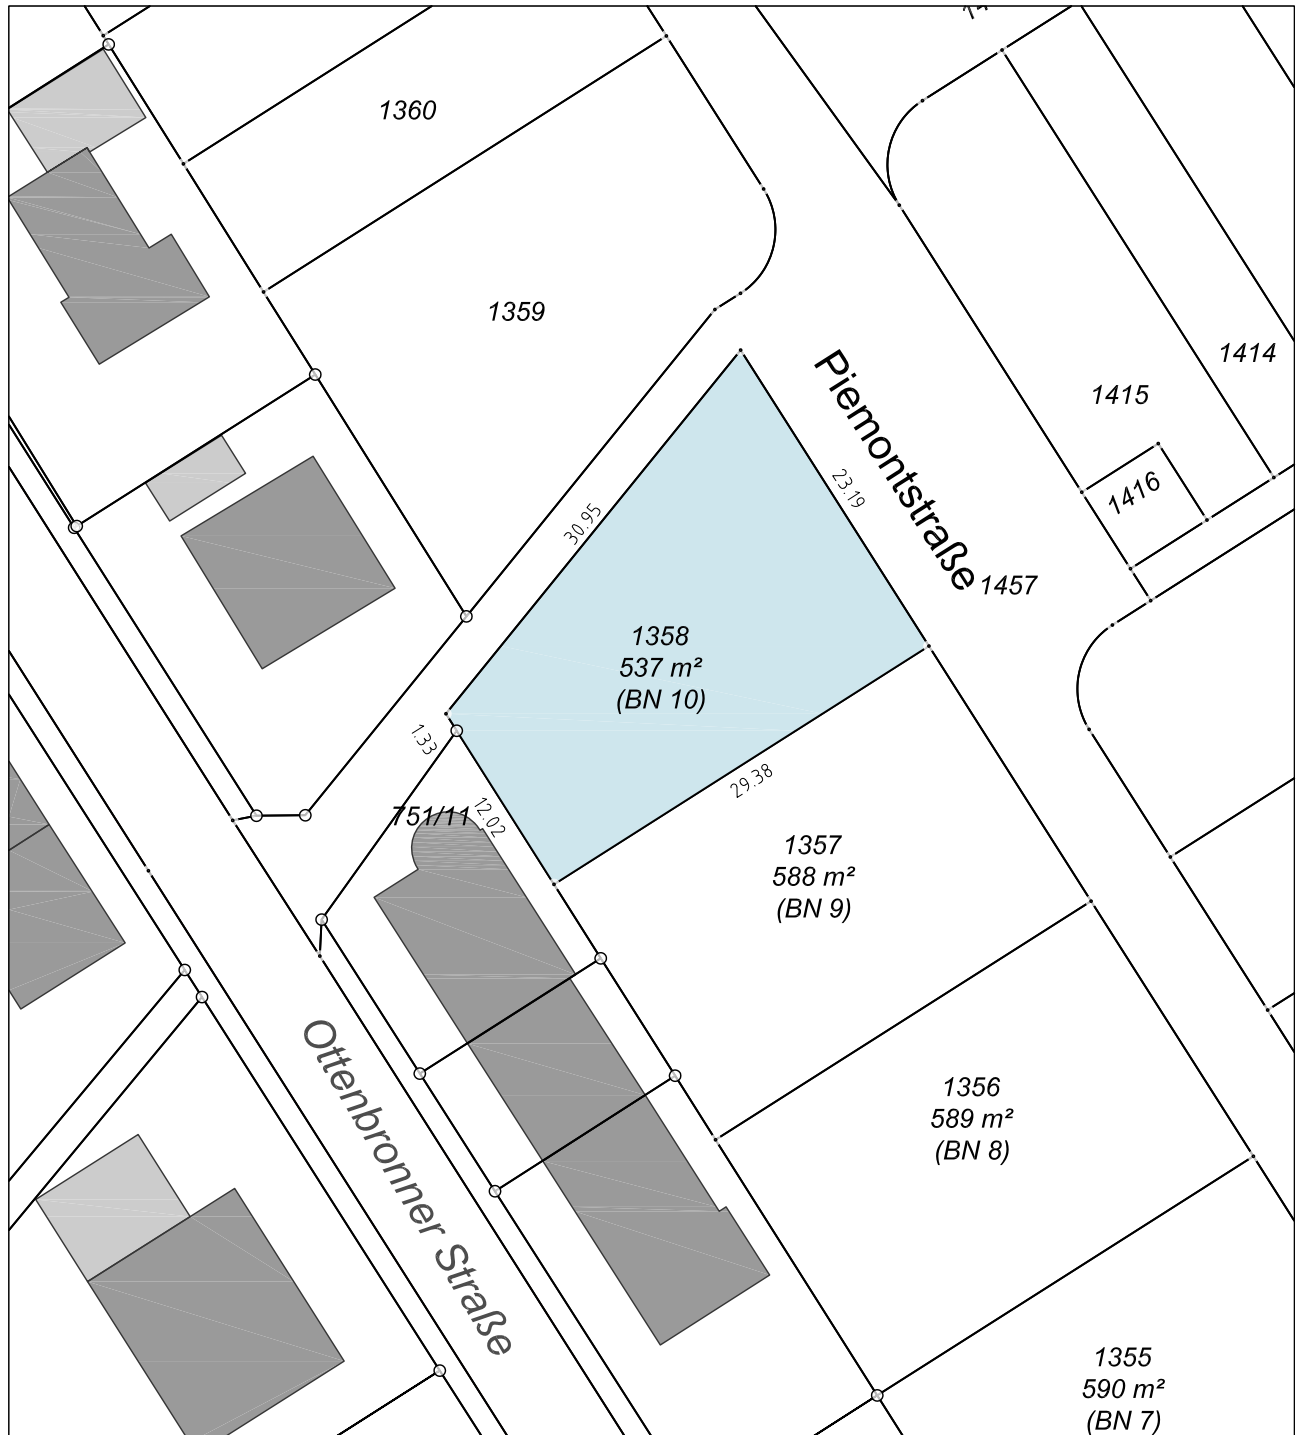 1360
1359
1414
1415
1416
Piemontstraße
23.19
30.95
1457
1358
537 m²
(BN 10)
1.33
29.38
12.02
751/11
1357
588 m²
(BN 9)
Ottenbronner Straße
1356
589 m²
(BN 8)
1355
590 m²
(BN 7)